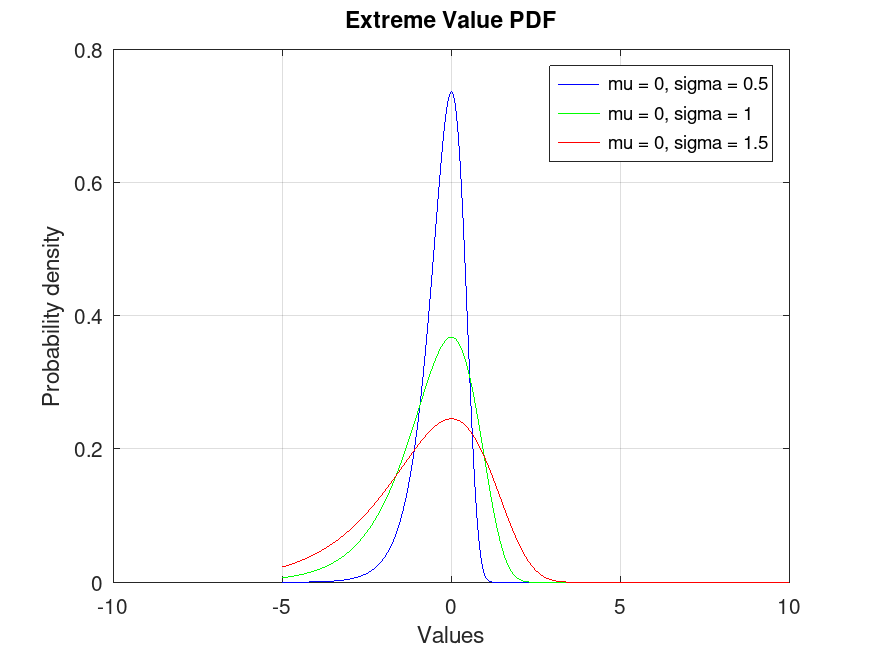 Extreme Value PDF
mu = 0, sigma = 0.5
mu = 0, sigma = 1
mu = 0, sigma = 1.5
Probability density
0.8
0.6
0.4
0.2
0
-10
-5
0
5
10
Values